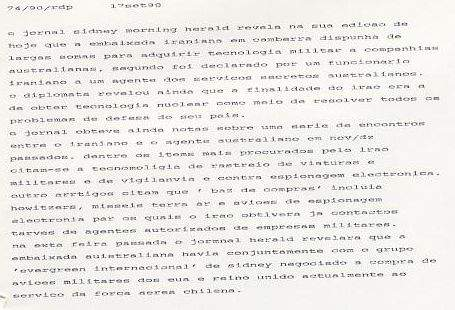 74/90/rdp 17set90
o jornal sidney morning herald revela na sua edicao de
hoje que a embaixada iraniana em camberra dispunha de
largas somas para adquirir tecnologia militar a companhias
australianas, segundo foi declarado por um funcionario
iraniano a um agente dos servicos secretos australianos.
o diplomata revelou ainda que a finalidade do irao era a
de obter tecnologia nuclear como meio de resolver todos os
problemas de defesa do seu pais.
o jornal obteve ainda notas sobre uma serie de encontros
entre o iraniano e o agente australiano em nov/dz
passados. dentre os items mais procurados pelo irao
citam-se a tecnomoligia de rastreio de viaturas e
militares e de vigilanvia e contra espionagem electronica.
outro arrtigos citam que ' baz de compras' incluia
howitzers, misseis terra ar e avioes de espionagem
electronia par os quais o irao obtivera ja contactos
tarves de agentes autorizados de empresas militares.
na exta feira passada o jormnal herald revelara que a
embaixada auistraliana havia conjuntamente com o grupo
'evergreen internacional' de sidney negociado a compra de
avioes militares dos eua e reino unido actualmente ao
servico da forca aerea chilena.